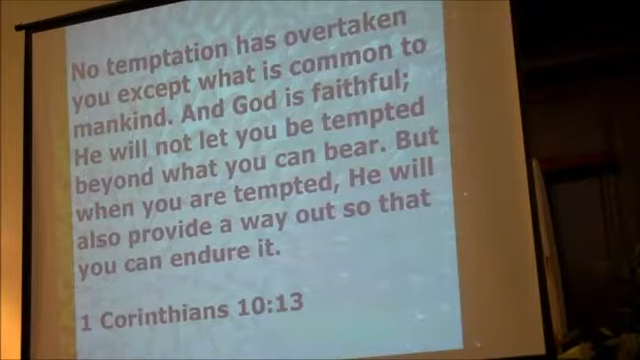 No temptation has overtaken
you except what is common to
mankind. And God is faithful;
He will not let you be tempted
beyond what you can bear. But
when you are tempted, He will
also provide a way out so that
you can endure it.
1 Corinthians 10:13